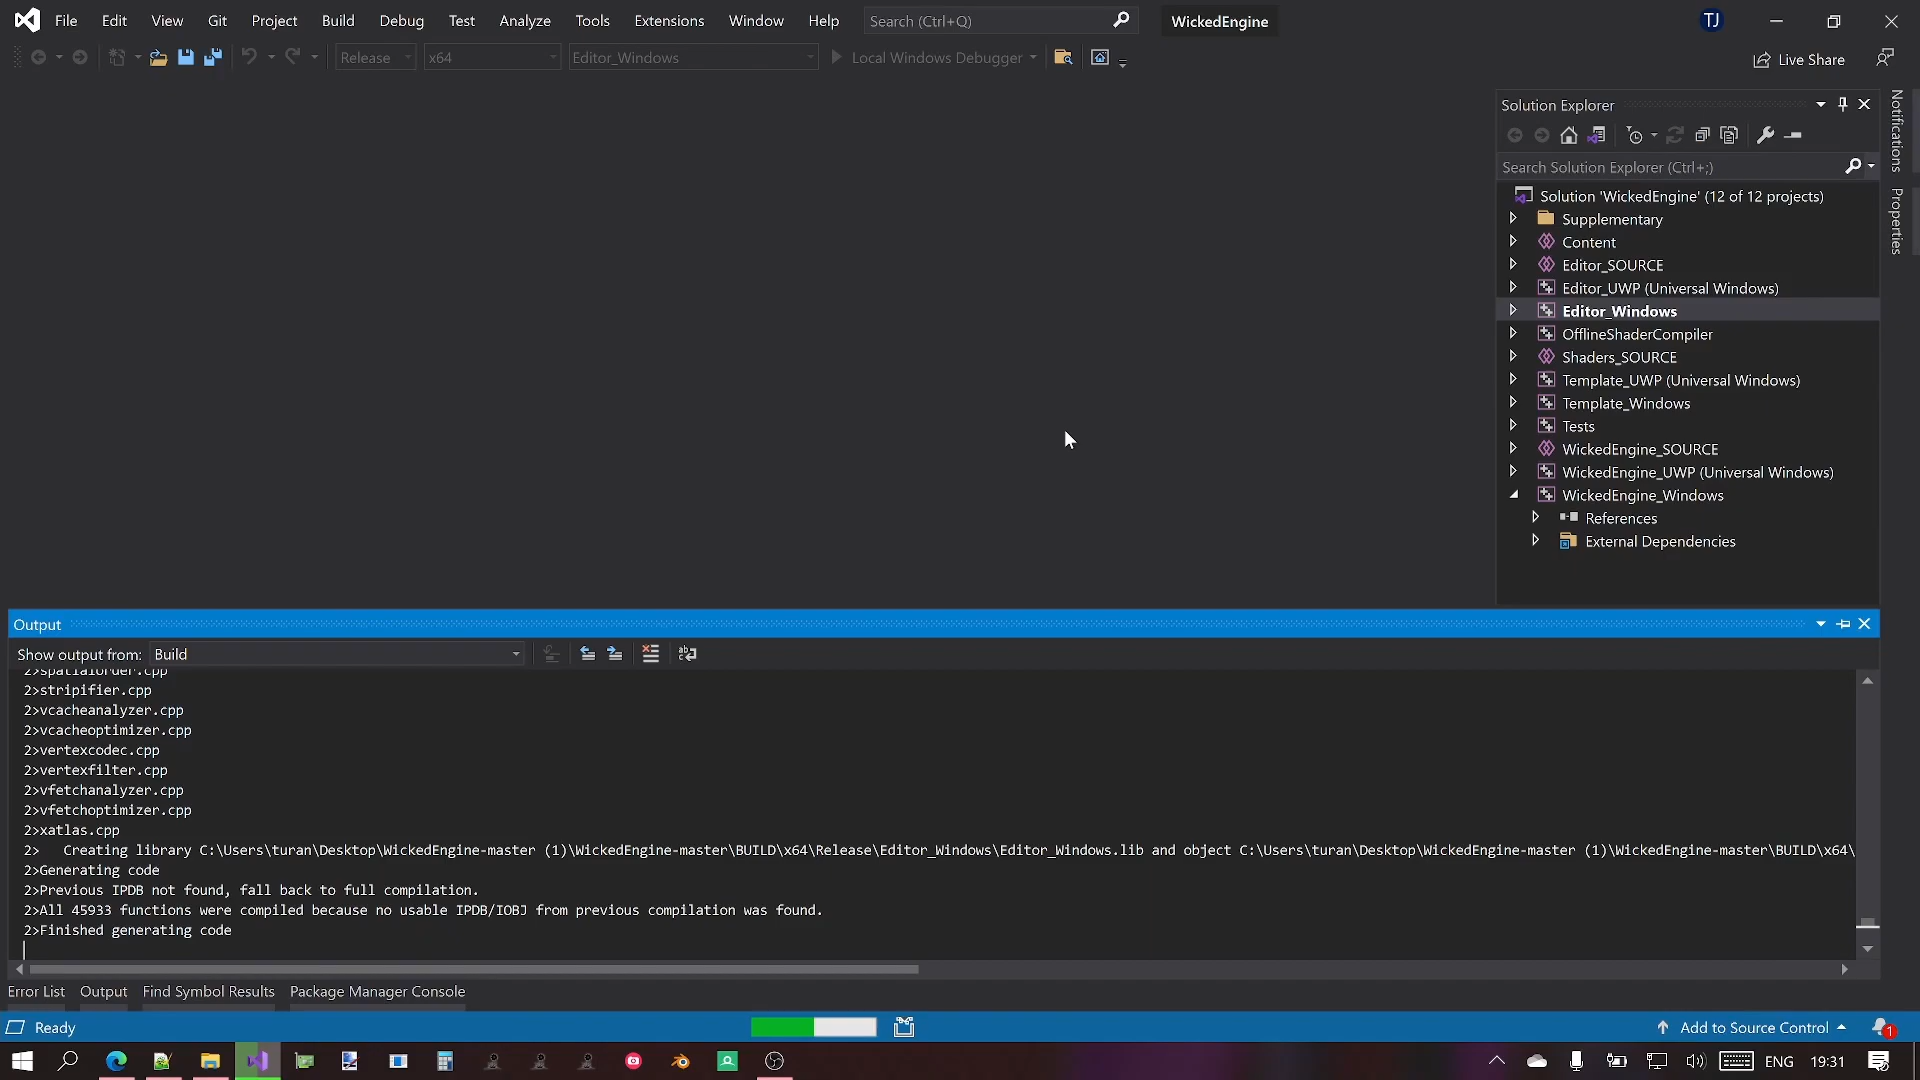 File Edit View Git Project Build Debug Test Analyze Tools Extensions Window Help Search (Ctrl+Q) WickedEngine TJ
Release x64 Editor_Windows Local Windows Debugger Live Share
Solution Explorer
Notifications
Properties
Search Solution Explorer (Ctrl+;)
Solution 'WickedEngine' (12 of 12 projects)
Supplementary
Content
Editor_SOURCE
Editor_UWP (Universal Windows)
Editor_Windows
OfflineShaderCompiler
Shaders_SOURCE
Template_UWP (Universal Windows)
Template_Windows
Tests
WickedEngine_SOURCE
WickedEngine_UWP (Universal Windows)
WickedEngine_Windows
References
External Dependencies
Output
Show output from: Build
2>spatialorder.cpp
2>stripifier.cpp
2>vcacheanalyzer.cpp
2>vcacheoptimizer.cpp
2>vertexcodec.cpp
2>vertexfilter.cpp
2>vfetchanalyzer.cpp
2>vfetchoptimizer.cpp
2>xatlas.cpp
2>   Creating library C:\Users\turan\Desktop\WickedEngine-master (1)\WickedEngine-master\BUILD\x64\Release\Editor_Windows\Editor_Windows.lib and object C:\Users\turan\Desktop\WickedEngine-master (1)\WickedEngine-master\BUILD\x64\
2>Generating code
2>Previous IPDB not found, fall back to full compilation.
2>All 45933 functions were compiled because no usable IPDB/IOBJ from previous compilation was found.
2>Finished generating code
Error List Output Find Symbol Results Package Manager Console
Ready Add to Source Control 1
ENG 19:31